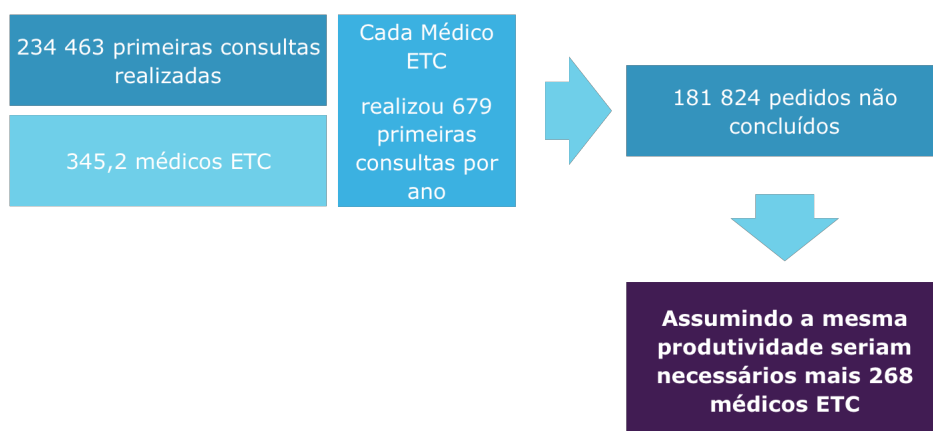 234 463 primeiras consultas
realizadas
345,2 médicos ETC
Cada Médico
ETC
realizou 679
primeiras
consultas por
ano
181 824 pedidos não
concluídos
Assumindo a mesma
produtividade seriam
necessários mais 268
médicos ETC